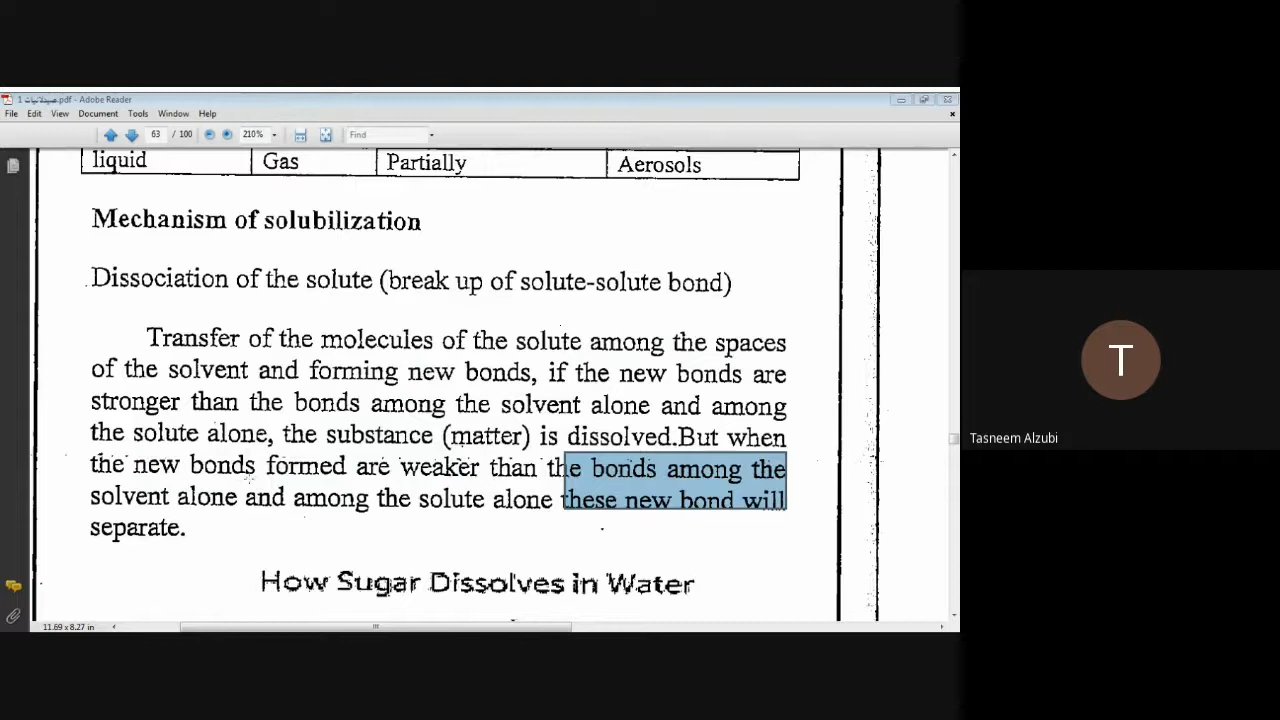 1 صيدلانيات.pdf - Adobe Reader
File Edit View Document Tools Window Help
63 / 100 210% Find
liquid Gas Partially Aerosols
Mechanism of solubilization
Dissociation of the solute (break up of solute-solute bond)
Transfer of the molecules of the solute among the spaces
of the solvent and forming new bonds, if the new bonds are
stronger than the bonds among the solvent alone and among
the solute alone, the substance (matter) is dissolved.But when
the new bonds formed are weaker than the bonds among the
solvent alone and among the solute alone these new bond will
separate.
How Sugar Dissolves in Water
11.69 x 8.27 in
T
Tasneem Alzubi